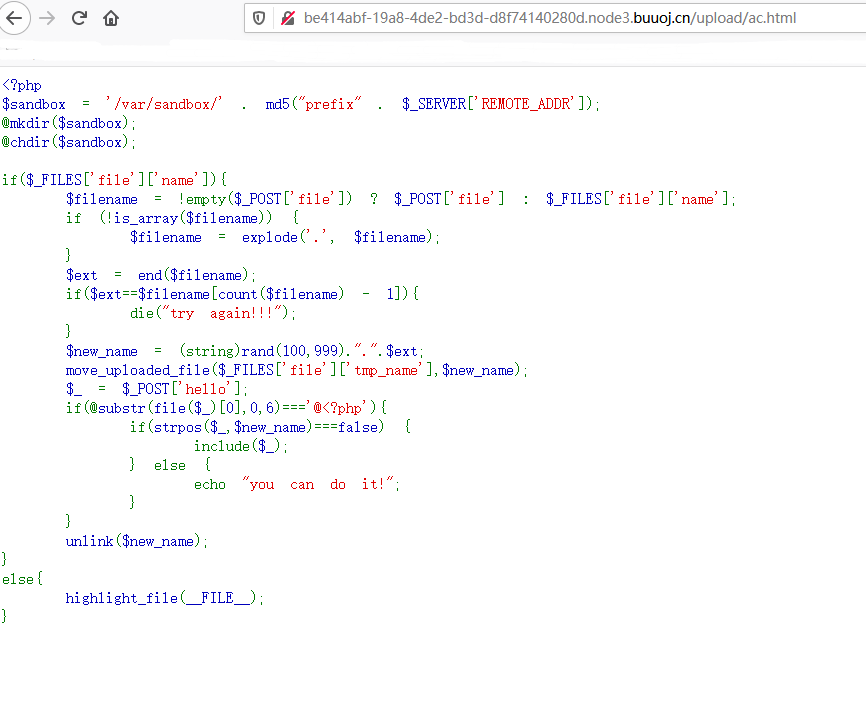 be414abf-19a8-4de2-bd3d-d8f74140280d.node3.buuoj.cn/upload/ac.html
<?php
$sandbox = '/var/sandbox/' . md5("prefix" . $_SERVER['REMOTE_ADDR']);
@mkdir($sandbox);
@chdir($sandbox);
if($_FILES['file']['name']){
$filename = !empty($_POST['file']) ? $_POST['file'] : $_FILES['file']['name'];
if (!is_array($filename)) {
$filename = explode('.', $filename);
}
$ext = end($filename);
if($ext==$filename[count($filename) - 1]){
die("try again!!!");
}
$new_name = (string)rand(100,999).".".$ext;
move_uploaded_file($_FILES['file']['tmp_name'],$new_name);
$_ = $_POST['hello'];
if(@substr(file($_)[0],0,6)==='@<?php'){
if(strpos($_,$new_name)===false) {
include($_);
} else {
echo "you can do it!";
}
}
unlink($new_name);
}
else{
highlight_file(__FILE__);
}